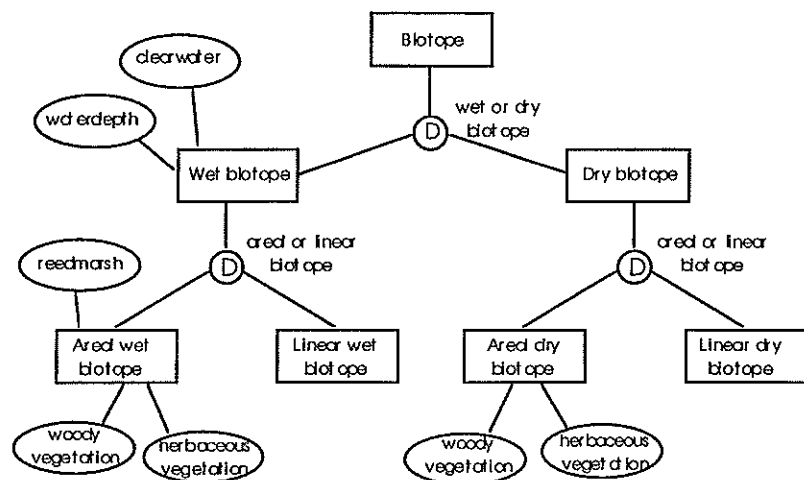 clearwater
Biotope
waterdepth
wet or dry
D
biotope
Wet biotope
Dry biotope
areal or linear
areal or linear
reedmarsh
D
biotope
D
biotope
Areal wet
biotope
Linear wet
biotope
Areal dry
biotope
Linear dry
biotope
woody
vegetation
herbaceous
vegetation
woody
vegetation
herbaceous
vegetation